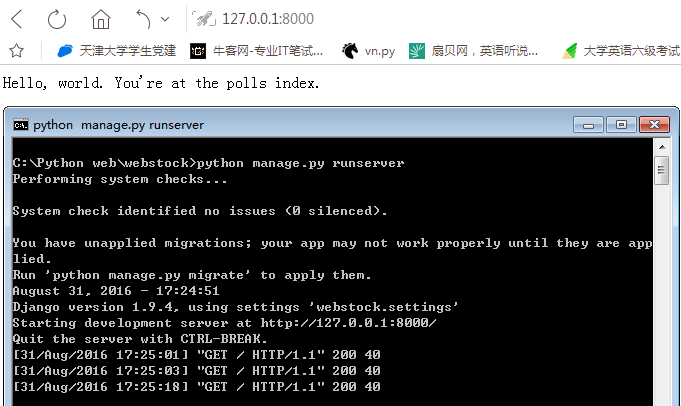 127.0.0.1:8000
天津大学学生党建 牛客网-专业IT笔试... vn.py 扇贝网，英语听说... 大学英语六级考试
Hello, world. You're at the polls index.
python  manage.py runserver
C:\Python web\webstock>python manage.py runserver
Performing system checks...
System check identified no issues (0 silenced).
You have unapplied migrations; your app may not work properly until they are app
lied.
Run 'python manage.py migrate' to apply them.
August 31, 2016 - 17:24:51
Django version 1.9.4, using settings 'webstock.settings'
Starting development server at http://127.0.0.1:8000/
Quit the server with CTRL-BREAK.
[31/Aug/2016 17:25:01] "GET / HTTP/1.1" 200 40
[31/Aug/2016 17:25:03] "GET / HTTP/1.1" 200 40
[31/Aug/2016 17:25:18] "GET / HTTP/1.1" 200 40